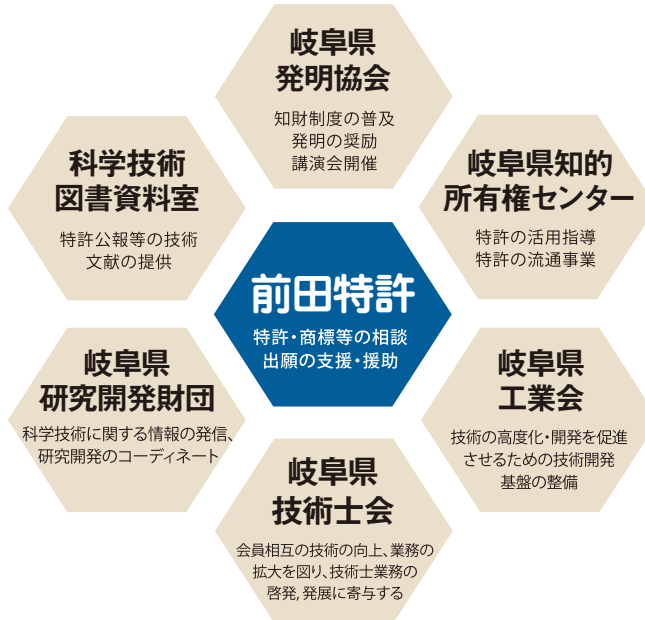 岐阜県
発明協会
知財制度の普及
発明の奨励
講演会開催
科学技術
図書資料室
特許公報等の技術
文献の提供
岐阜県知的
所有権センター
特許の活用指導
特許の流通事業
前田特許
特許・商標等の相談
出願の支援・援助
岐阜県
研究開発財団
科学技術に関する情報の発信、
研究開発のコーディネート
岐阜県
工業会
技術の高度化・開発を促進
させるための技術開発
基盤の整備
岐阜県
技術士会
会員相互の技術の向上、業務の
拡大を図り、技術士業務の
啓発, 発展に寄与する